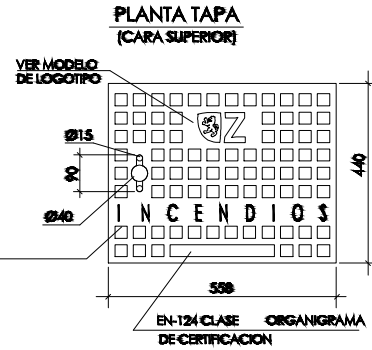 PLANTA TAPA
(CARA SUPERIOR)
VER MODELO
DE LOGOTIPO
Z
Ø15
90
Ø40
440
INCENDIOS
558
EN-124 CLASE ORGANIGRAMA
DE CERTIFICACION